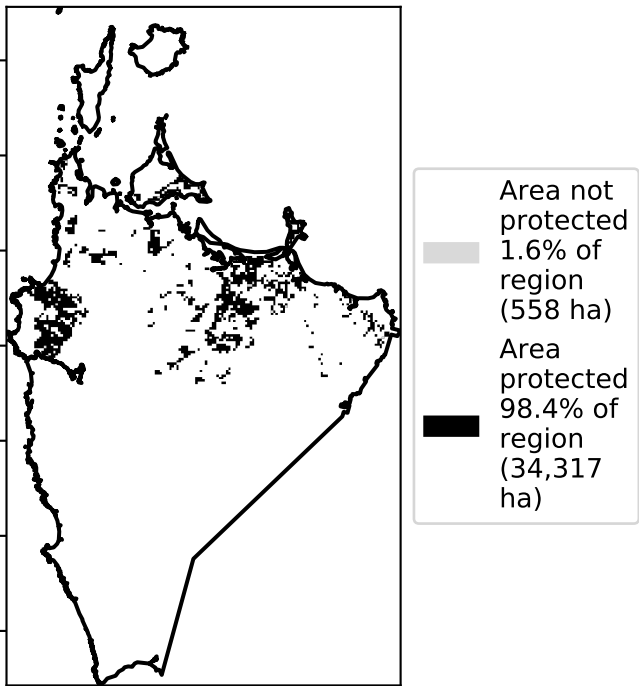 Area not
protected
1.6% of
region
(558 ha)
Area
protected
98.4% of
region
(34,317
ha)